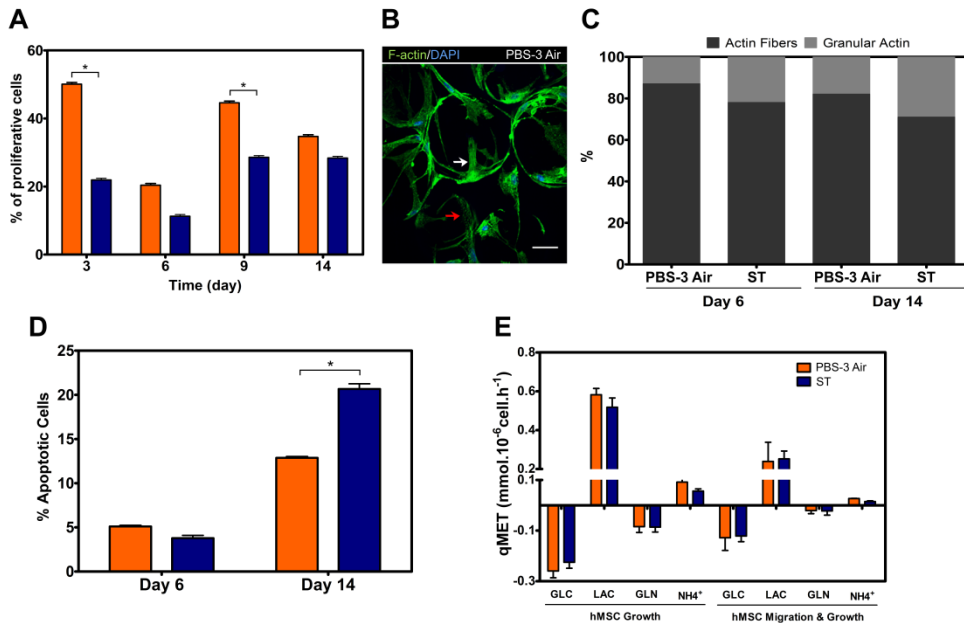 A
% of proliferative cells
60
40
20
0
*
*
3 6 9 14
Time (day)
B
F-actin/DAPI PBS-3 Air
C
Actin Fibers Granular Actin
%
100
80
60
40
20
0
PBS-3 Air ST PBS-3 Air ST
Day 6 Day 14
D
% Apoptotic Cells
25
20
15
10
5
0
*
Day 6 Day 14
E
qMET (mmol.10⁻⁶cell.h⁻¹)
0.8
0.6
0.4
0.2
0.1
-0.1
-0.3
PBS-3 Air
ST
GLC LAC GLN NH4⁺ GLC LAC GLN NH4⁺
hMSC Growth hMSC Migration & Growth